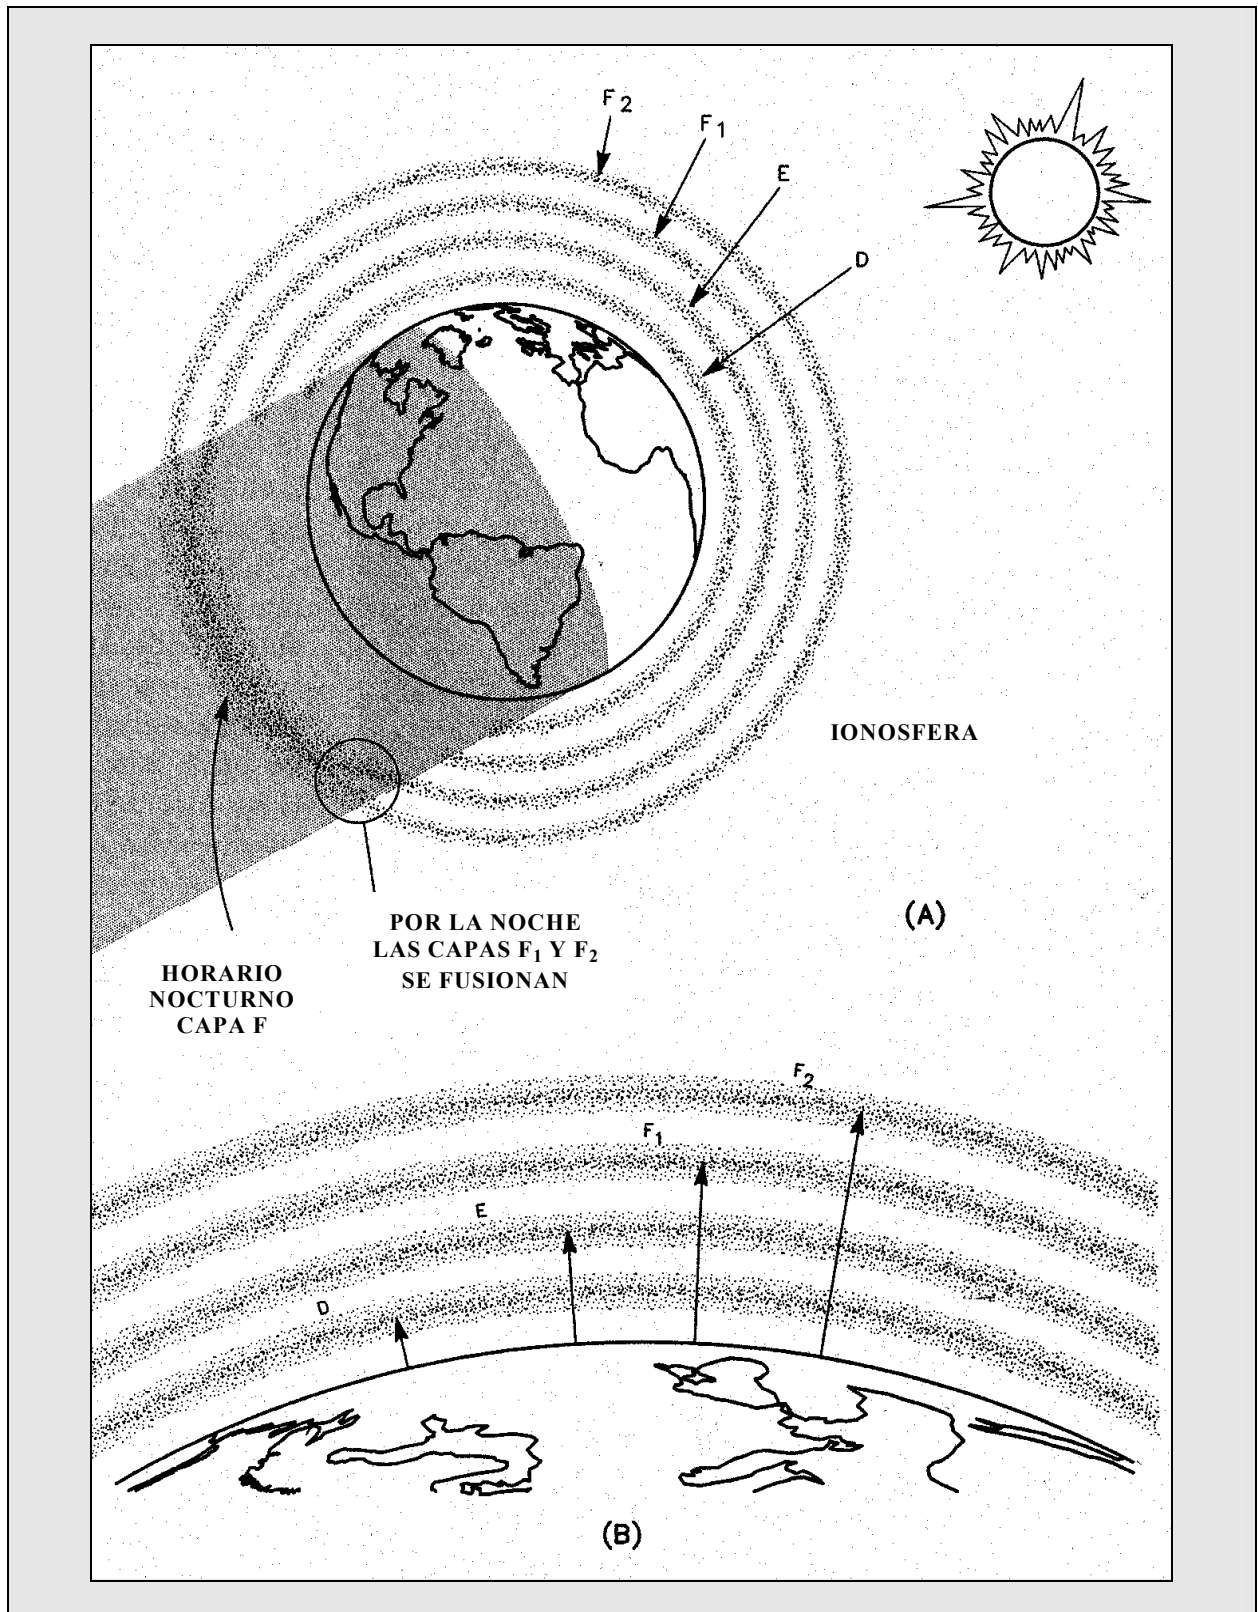 F2
F1
E
D
IONOSFERA
(A)
POR LA NOCHE
LAS CAPAS F1 Y F2
SE FUSIONAN
HORARIO
NOCTURNO
CAPA F
F2
F1
E
D
(B)